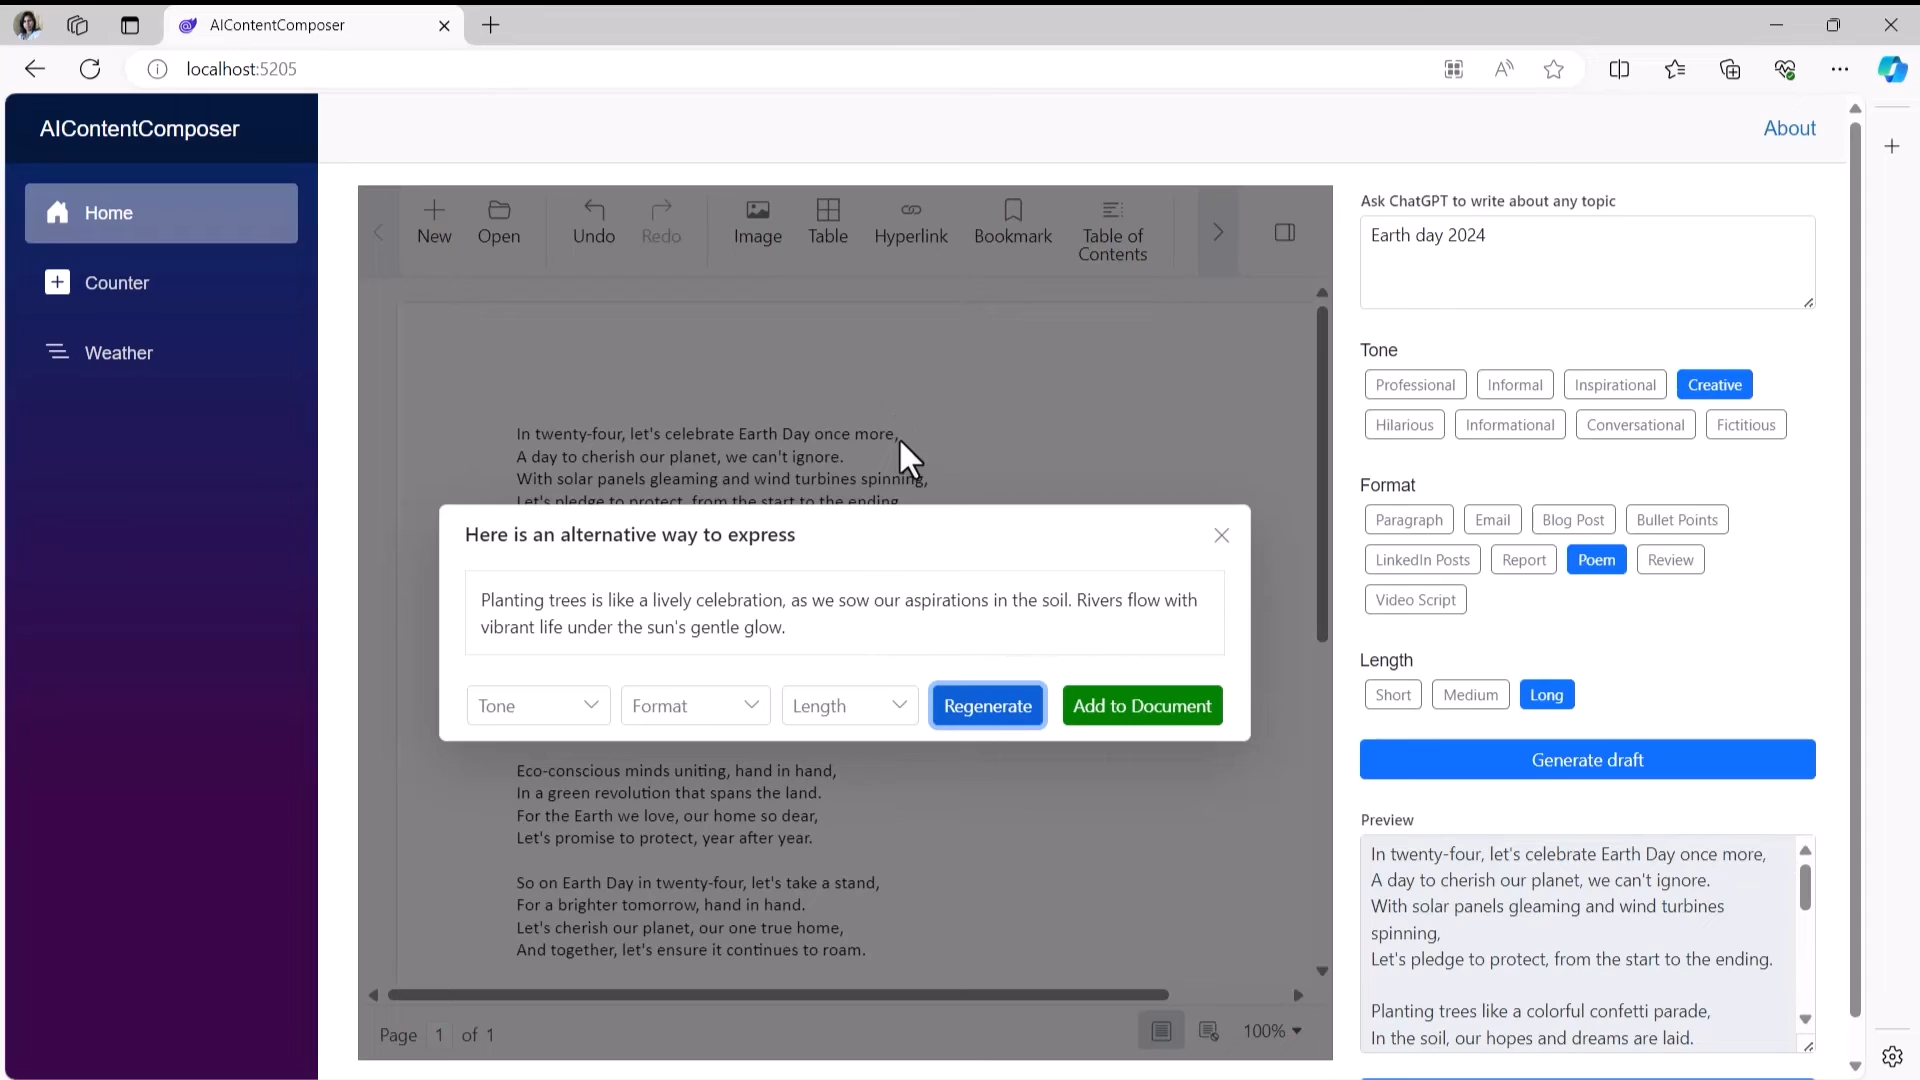 AIContentComposer
localhost:5205
AIContentComposer
About
Home
Counter
Weather
New
Open
Undo
Redo
Image
Table
Hyperlink
Bookmark
Table of
Contents
In twenty-four, let's celebrate Earth Day once more,
A day to cherish our planet, we can't ignore.
With solar panels gleaming and wind turbines spinning,
Let's pledge to protect, from the start to the ending.
Here is an alternative way to express
Planting trees is like a lively celebration, as we sow our aspirations in the soil. Rivers flow with
vibrant life under the sun's gentle glow.
Tone
Format
Length
Regenerate
Add to Document
Eco-conscious minds uniting, hand in hand,
In a green revolution that spans the land.
For the Earth we love, our home so dear,
Let's promise to protect, year after year.
So on Earth Day in twenty-four, let's take a stand,
For a brighter tomorrow, hand in hand.
Let's cherish our planet, our one true home,
And together, let's ensure it continues to roam.
Page 1 of 1
100%
Ask ChatGPT to write about any topic
Earth day 2024
Tone
Professional Informal Inspirational Creative
Hilarious Informational Conversational Fictitious
Format
Paragraph Email Blog Post Bullet Points
LinkedIn Posts Report Poem Review
Video Script
Length
Short Medium Long
Generate draft
Preview
In twenty-four, let's celebrate Earth Day once more,
A day to cherish our planet, we can't ignore.
With solar panels gleaming and wind turbines
spinning,
Let's pledge to protect, from the start to the ending.
Planting trees like a colorful confetti parade,
In the soil, our hopes and dreams are laid.